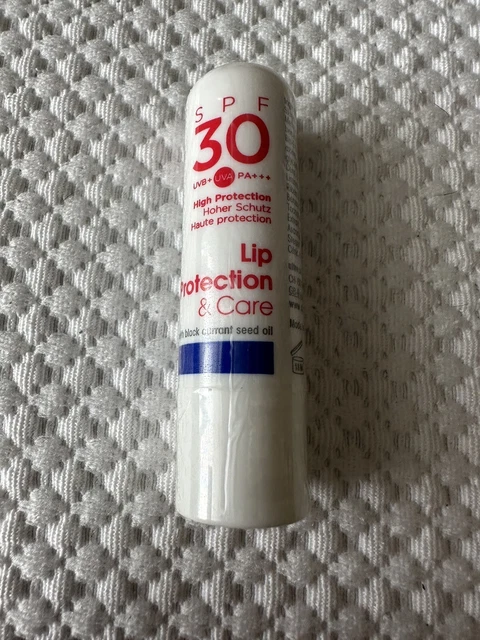 SPF
30
UVB+ UVA PA+++
High Protection
Hoher Schutz
Haute protection
Lip
Protection
& Care
black currant seed oil